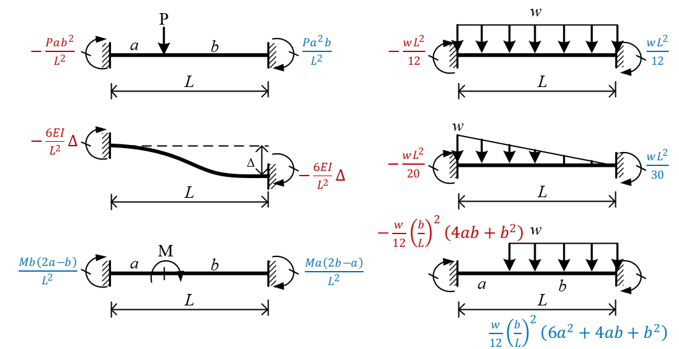 P
w
− Pab²/L²
a
b
Pa²b/L²
− wL²/12
wL²/12
L
L
− 6EI/L² Δ
Δ
− 6EI/L² Δ
w
− wL²/20
wL²/30
L
L
M
− w/12 (b/L)² (4ab + b²)
w
Mb(2a−b)/L²
a
b
Ma(2b−a)/L²
a
b
L
L
w/12 (b/L)² (6a² + 4ab + b²)